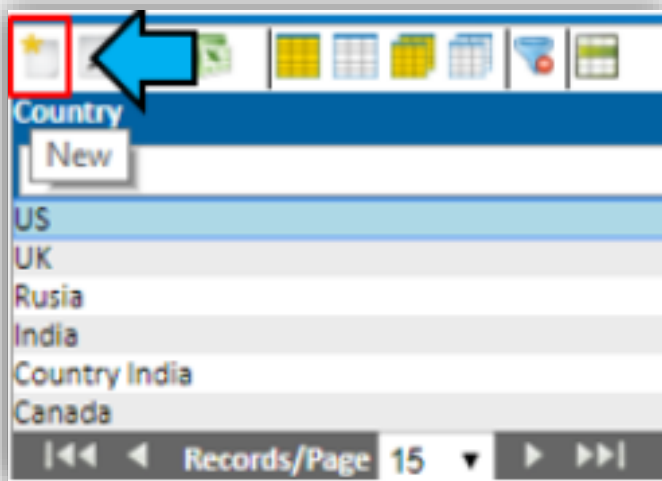 Country
New
US
UK
Rusia
India
Country India
Canada
Records/Page 15